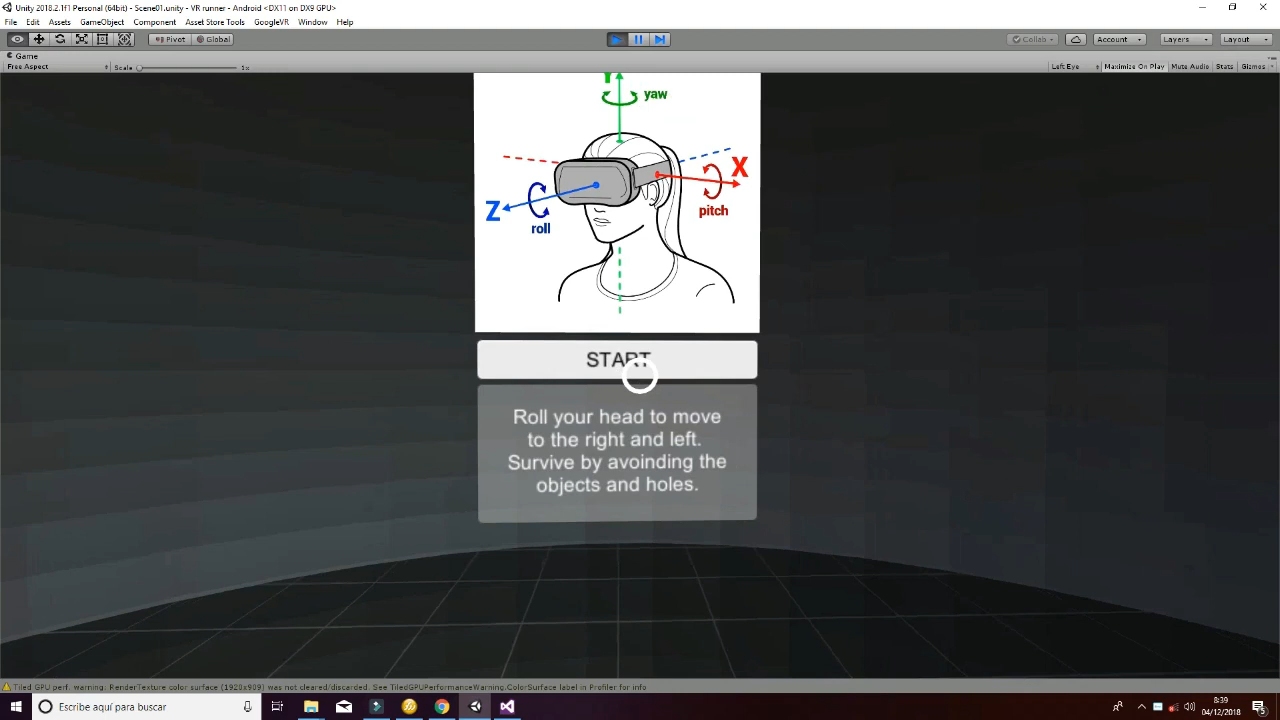 Unity 2018.2.1f1 Personal (64bit) - Scene01.unity - VR runner - Android <DX11 on DX9 GPU>
File Edit Assets GameObject Component Asset Store Tools GoogleVR Window Help
Pivot Global Collab Account Layers Layout
Game
Free Aspect Scale 1x Left Eye Maximize On Play Mute Audio Stats Gizmos
Y
yaw
X
pitch
Z
roll
START
Roll your head to move
to the right and left.
Survive by avoinding the
objects and holes.
Tiled GPU perf. warning: RenderTexture color surface (1920x909) was not cleared/discarded. See TiledGPUPerformanceWarning.ColorSurface label in Profiler for info
Escribe aquí para buscar
8:39
04/12/2018